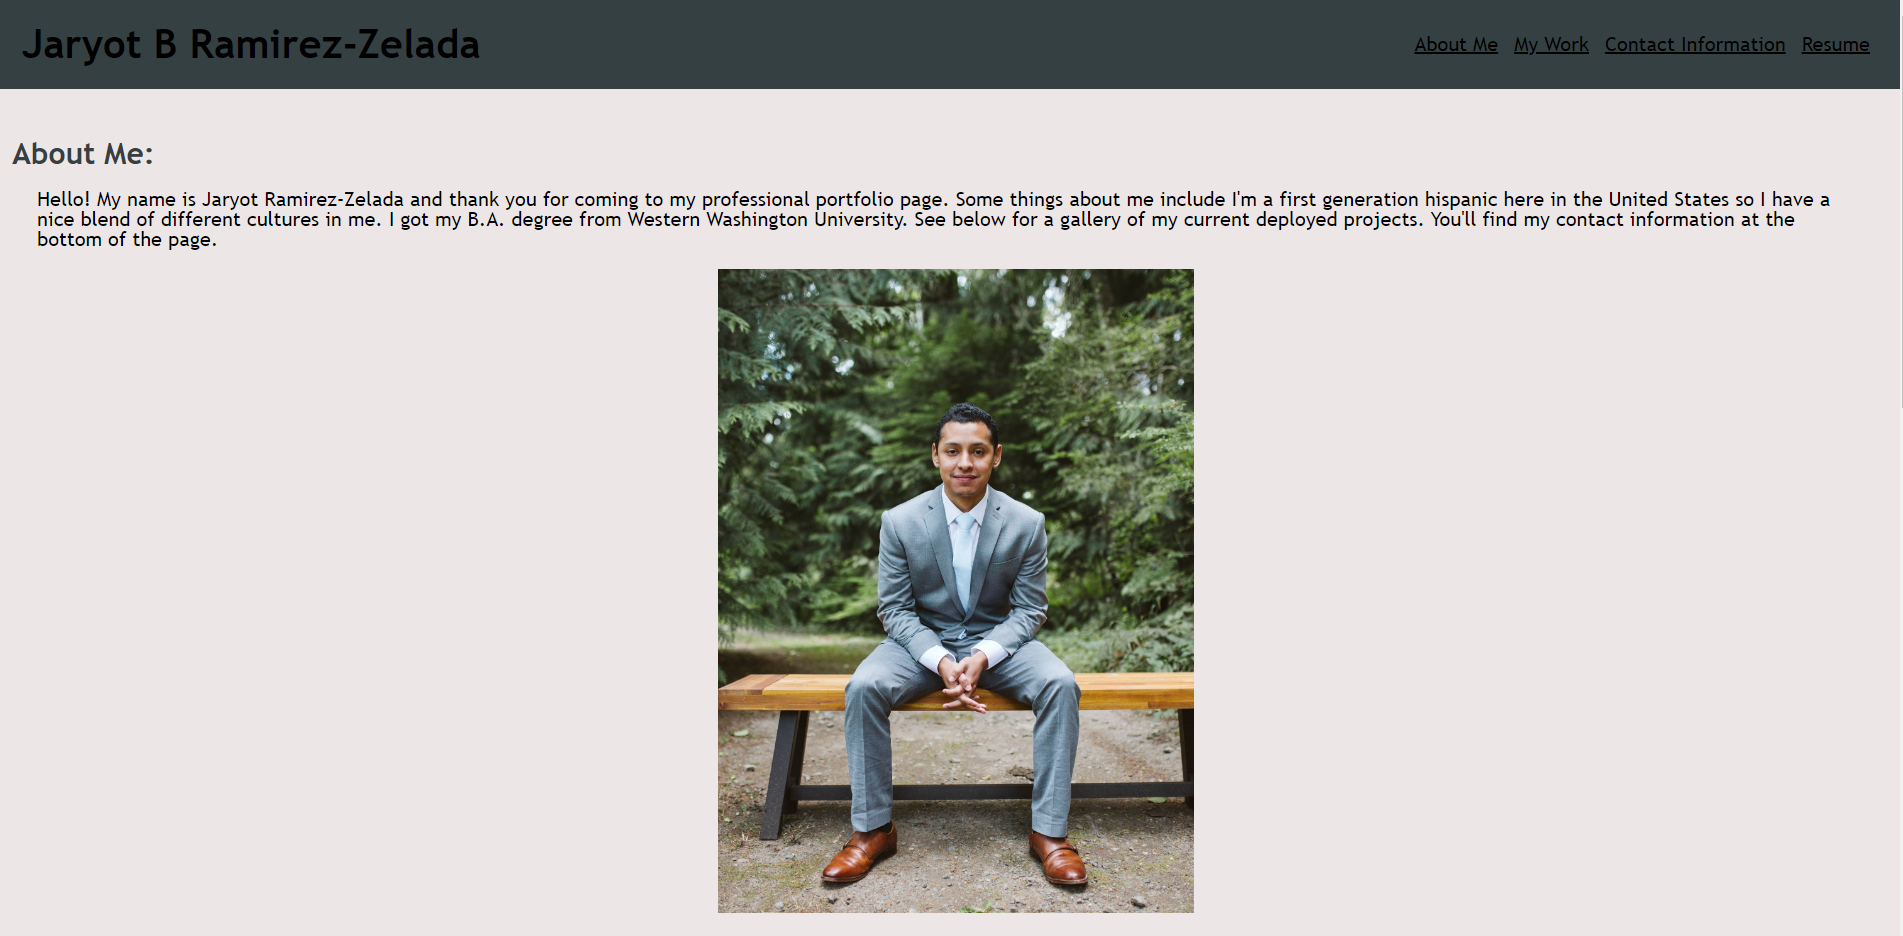 Jaryot B Ramirez-Zelada
About Me My Work Contact Information Resume
About Me:
Hello! My name is Jaryot Ramirez-Zelada and thank you for coming to my professional portfolio page. Some things about me include I'm a first generation hispanic here in the United States so I have a
nice blend of different cultures in me. I got my B.A. degree from Western Washington University. See below for a gallery of my current deployed projects. You'll find my contact information at the
bottom of the page.